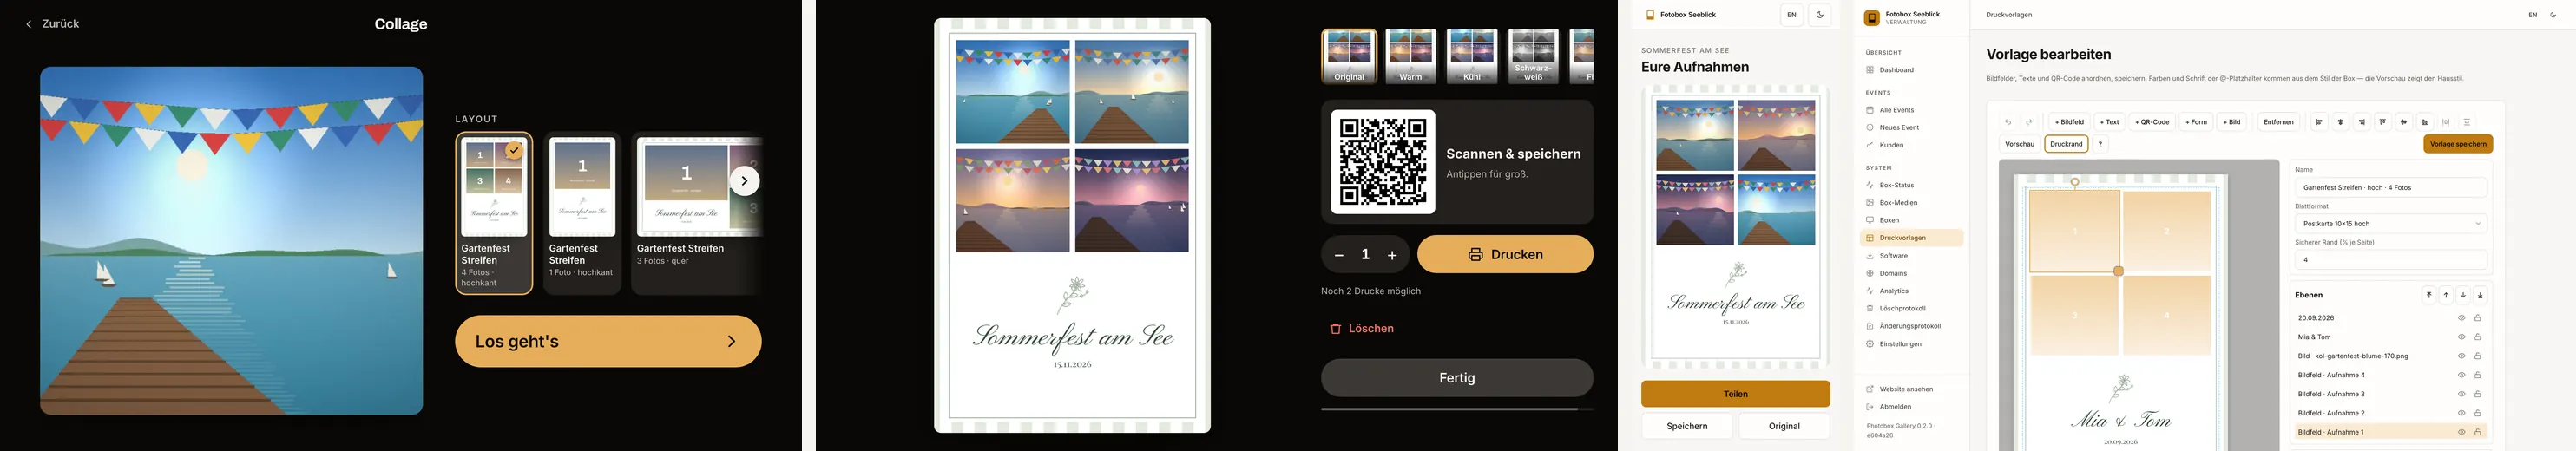 Zurück
Collage
LAYOUT
1
3
4
Gartenfest
Streifen
4 Fotos ·
hochkant
1
Gartenfest
Streifen
1 Foto · hochkant
1
Gartenfest Streifen
3 Fotos · quer
Sommerfest am See
Los geht's
Sommerfest am See
15.11.2026
Original
Warm
Kühl
Schwarz-
weiß
Fi
Scannen & speichern
Antippen für groß.
− 1 +
Drucken
Noch 2 Drucke möglich
Löschen
Fertig
Fotobox Seeblick
EN
SOMMERFEST AM SEE
Eure Aufnahmen
Sommerfest am See
15.11.2026
Teilen
Speichern
Original
Fotobox Seeblick
VERWALTUNG
ÜBERSICHT
Dashboard
EVENTS
Alle Events
Neues Event
Kunden
SYSTEM
Box-Status
Box-Medien
Boxen
Druckvorlagen
Software
Domains
Analytics
Löschprotokoll
Änderungsprotokoll
Einstellungen
Website ansehen
Abmelden
Photobox Gallery 0.2.0 ·
e604a20
Druckvorlagen
EN
Vorlage bearbeiten
Bildfelder, Texte und QR-Code anordnen, speichern. Farben und Schrift der @-Platzhalter kommen aus dem Stil der Box — die Vorschau zeigt den Hausstil.
+ Bildfeld
+ Text
+ QR-Code
+ Form
+ Bild
Entfernen
Vorschau
Druckrand
?
Vorlage speichern
1
2
3
4
Mia & Tom
20.09.2026
Name
Gartenfest Streifen · hoch · 4 Fotos
Blattformat
Postkarte 10×15 hoch
Sicherer Rand (% je Seite)
4
Ebenen
20.09.2026
Mia & Tom
Bild · kol-gartenfest-blume-170.png
Bildfeld · Aufnahme 4
Bildfeld · Aufnahme 3
Bildfeld · Aufnahme 2
Bildfeld · Aufnahme 1